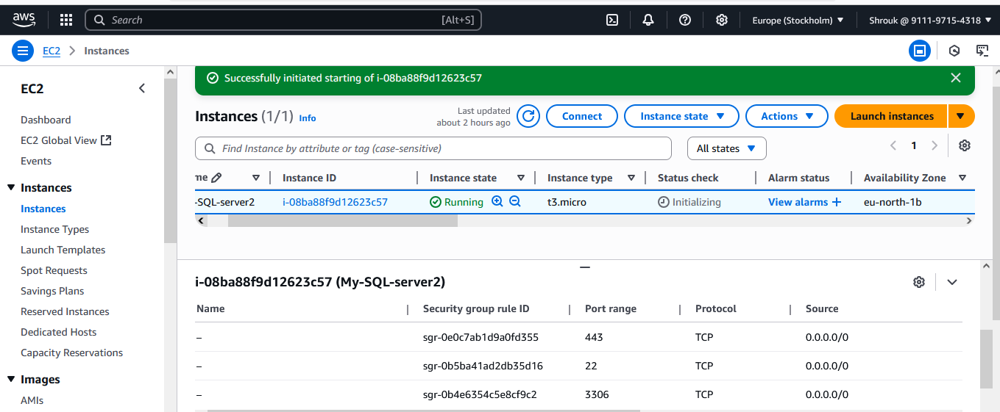 aws
Search [Alt+S] Europe (Stockholm) Shrouk @ 9111-9715-4318
EC2 Instances
EC2
Dashboard
EC2 Global View
Events
Instances
Instances
Instance Types
Launch Templates
Spot Requests
Savings Plans
Reserved Instances
Dedicated Hosts
Capacity Reservations
Images
AMIs
Successfully initiated starting of i-08ba88f9d12623c57
Instances (1/1) Info
Last updated
about 2 hours ago
Connect Instance state Actions Launch instances
Find Instance by attribute or tag (case-sensitive) All states 1
me Instance ID Instance state Instance type Status check Alarm status Availability Zone
-SQL-server2 i-08ba88f9d12623c57 Running t3.micro Initializing View alarms + eu-north-1b
i-08ba88f9d12623c57 (My-SQL-server2)
Name Security group rule ID Port range Protocol Source
– sgr-0e0c7ab1d9a0fd355 443 TCP 0.0.0.0/0
– sgr-0b5ba41ad2db35d16 22 TCP 0.0.0.0/0
– sgr-0b4e6354c5e8cf9c2 3306 TCP 0.0.0.0/0